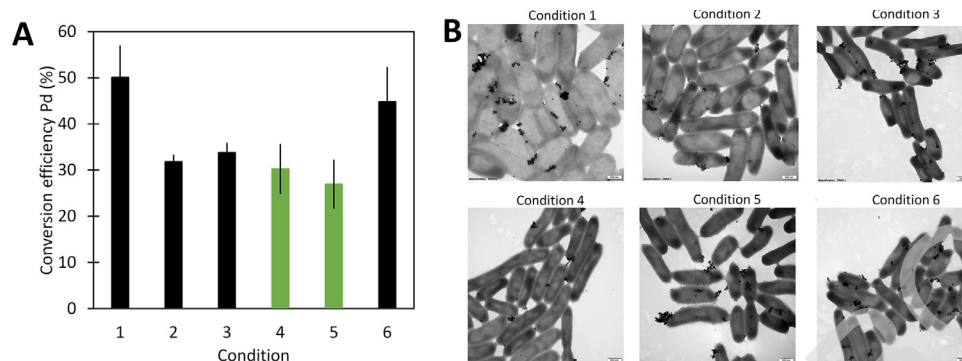 A
Conversion efficiency Pd (%)
60
50
40
30
20
10
0
1 2 3 4 5 6
Condition
B
Condition 1 Condition 2 Condition 3
Condition 4 Condition 5 Condition 6